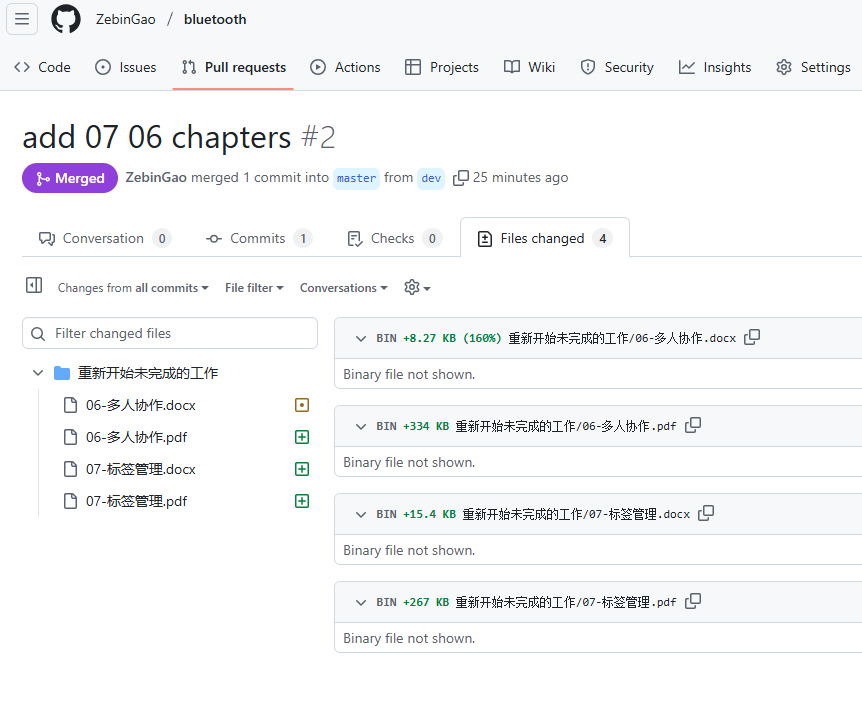 ZebinGao / bluetooth
Code Issues Pull requests Actions Projects Wiki Security Insights Settings
add 07 06 chapters #2
Merged ZebinGao merged 1 commit into master from dev 25 minutes ago
Conversation 0 Commits 1 Checks 0 Files changed 4
Changes from all commits File filter Conversations
Filter changed files
重新开始未完成的工作
06-多人协作.docx
06-多人协作.pdf
07-标签管理.docx
07-标签管理.pdf
BIN +8.27 KB (160%) 重新开始未完成的工作/06-多人协作.docx
Binary file not shown.
BIN +334 KB 重新开始未完成的工作/06-多人协作.pdf
Binary file not shown.
BIN +15.4 KB 重新开始未完成的工作/07-标签管理.docx
Binary file not shown.
BIN +267 KB 重新开始未完成的工作/07-标签管理.pdf
Binary file not shown.